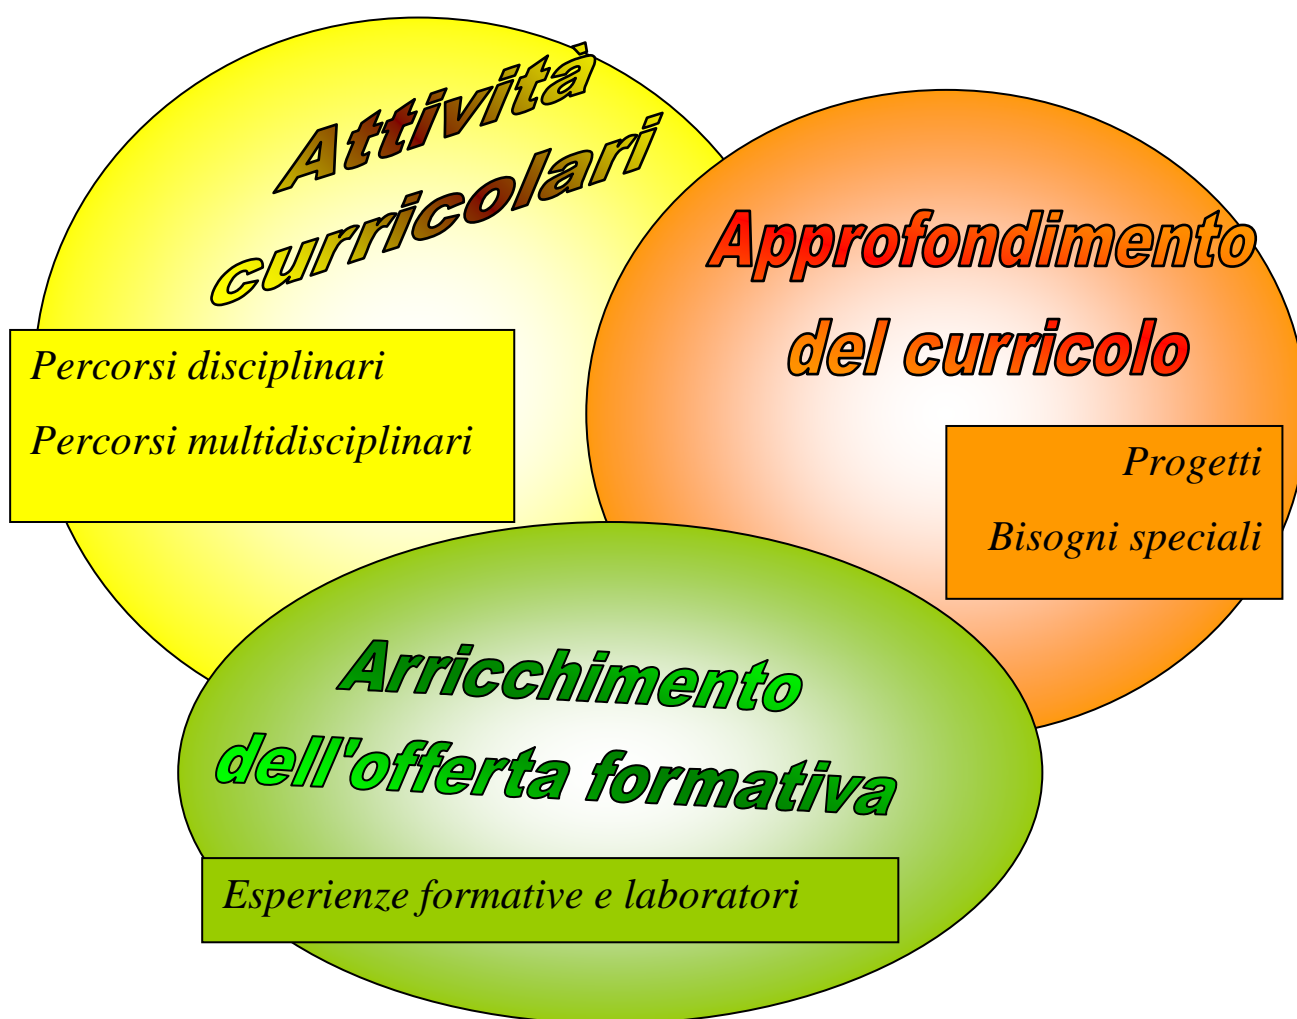 Attività
curricolari
Percorsi disciplinari
Percorsi multidisciplinari
Approfondimento
del curricolo
Progetti
Bisogni speciali
Arricchimento
dell'offerta formativa
Esperienze formative e laboratori